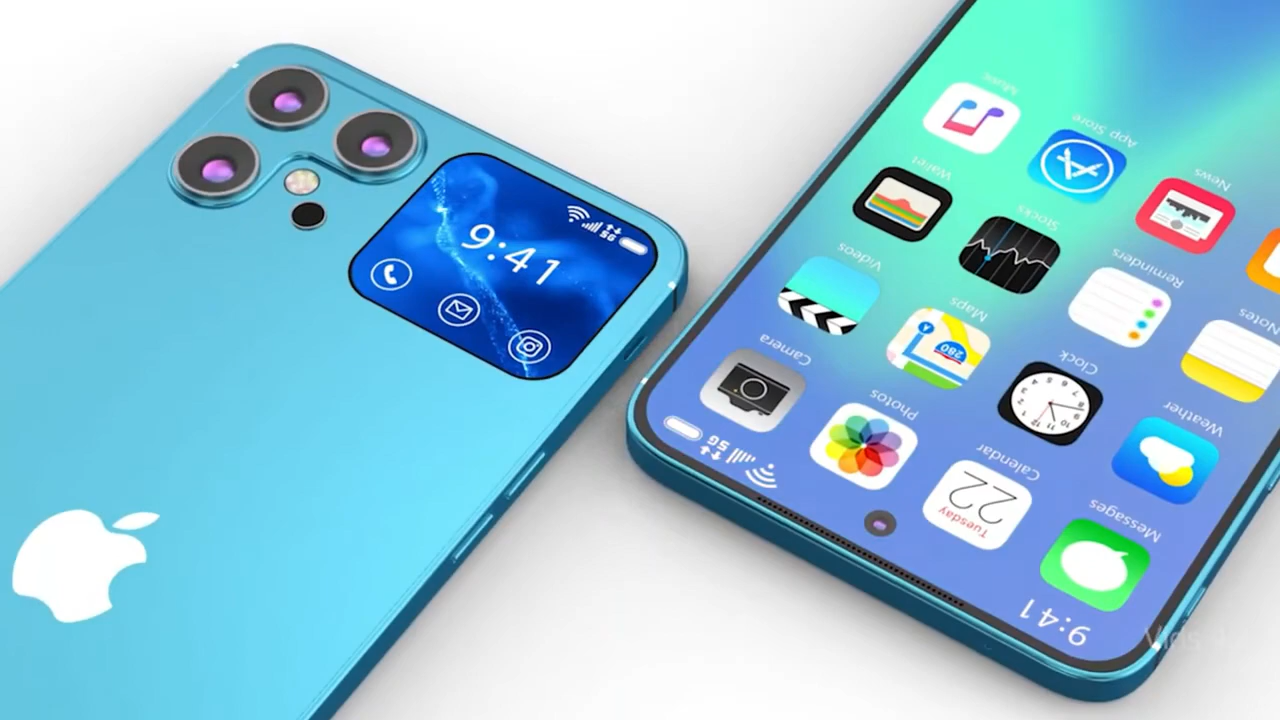 5G
9:41
9:41
5G
Tuesday
22
Messages Calendar Photos Camera
280
Weather Clock Maps Videos
Notes Reminders Stocks Wallet
News App Store Music